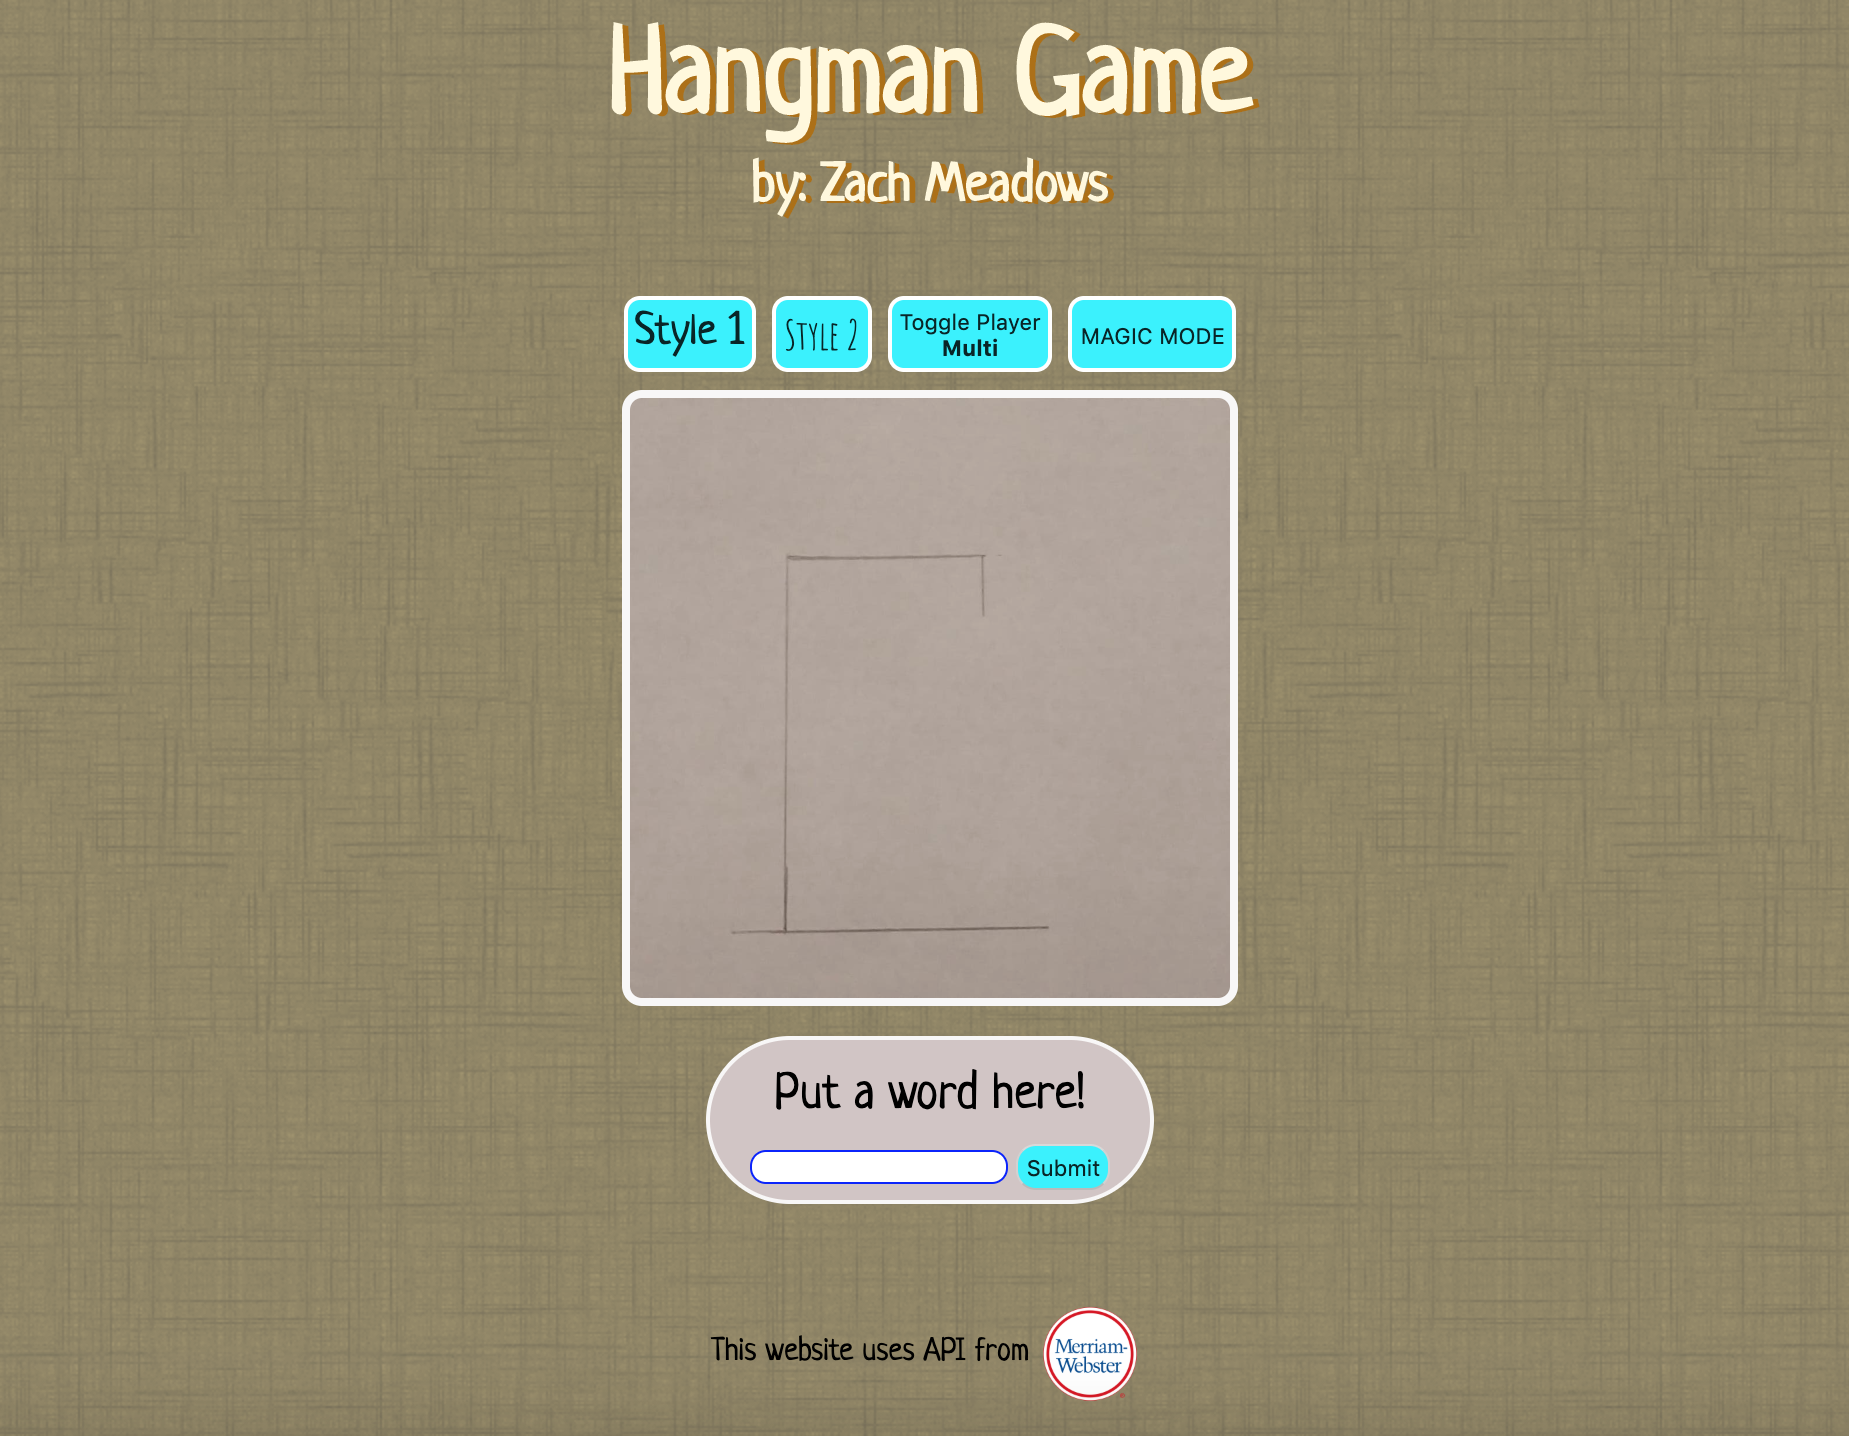 Hangman Game
by: Zach Meadows
Style 1
Style 2
Toggle Player
Multi
MAGIC MODE
Put a word here!
Submit
This website uses API from
Merriam-
Webster